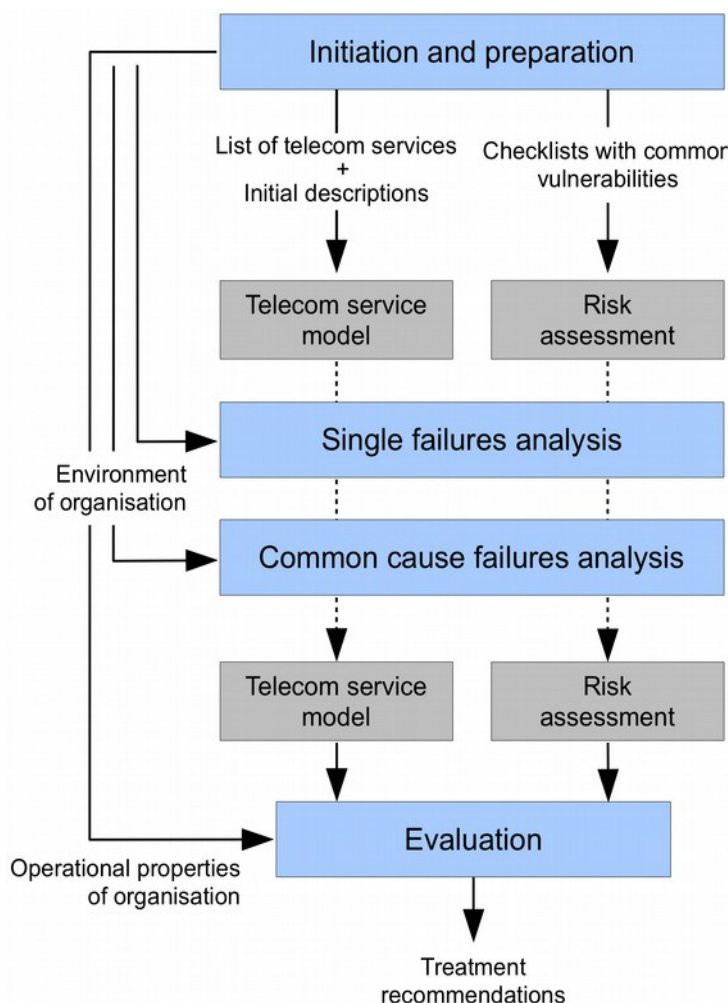 Initiation and preparation
List of telecom services
+
Initial descriptions
Checklists with common
vulnerabilities
Telecom service
model
Risk
assessment
Single failures analysis
Environment
of organisation
Common cause failures analysis
Telecom service
model
Risk
assessment
Evaluation
Operational properties
of organisation
Treatment
recommendations